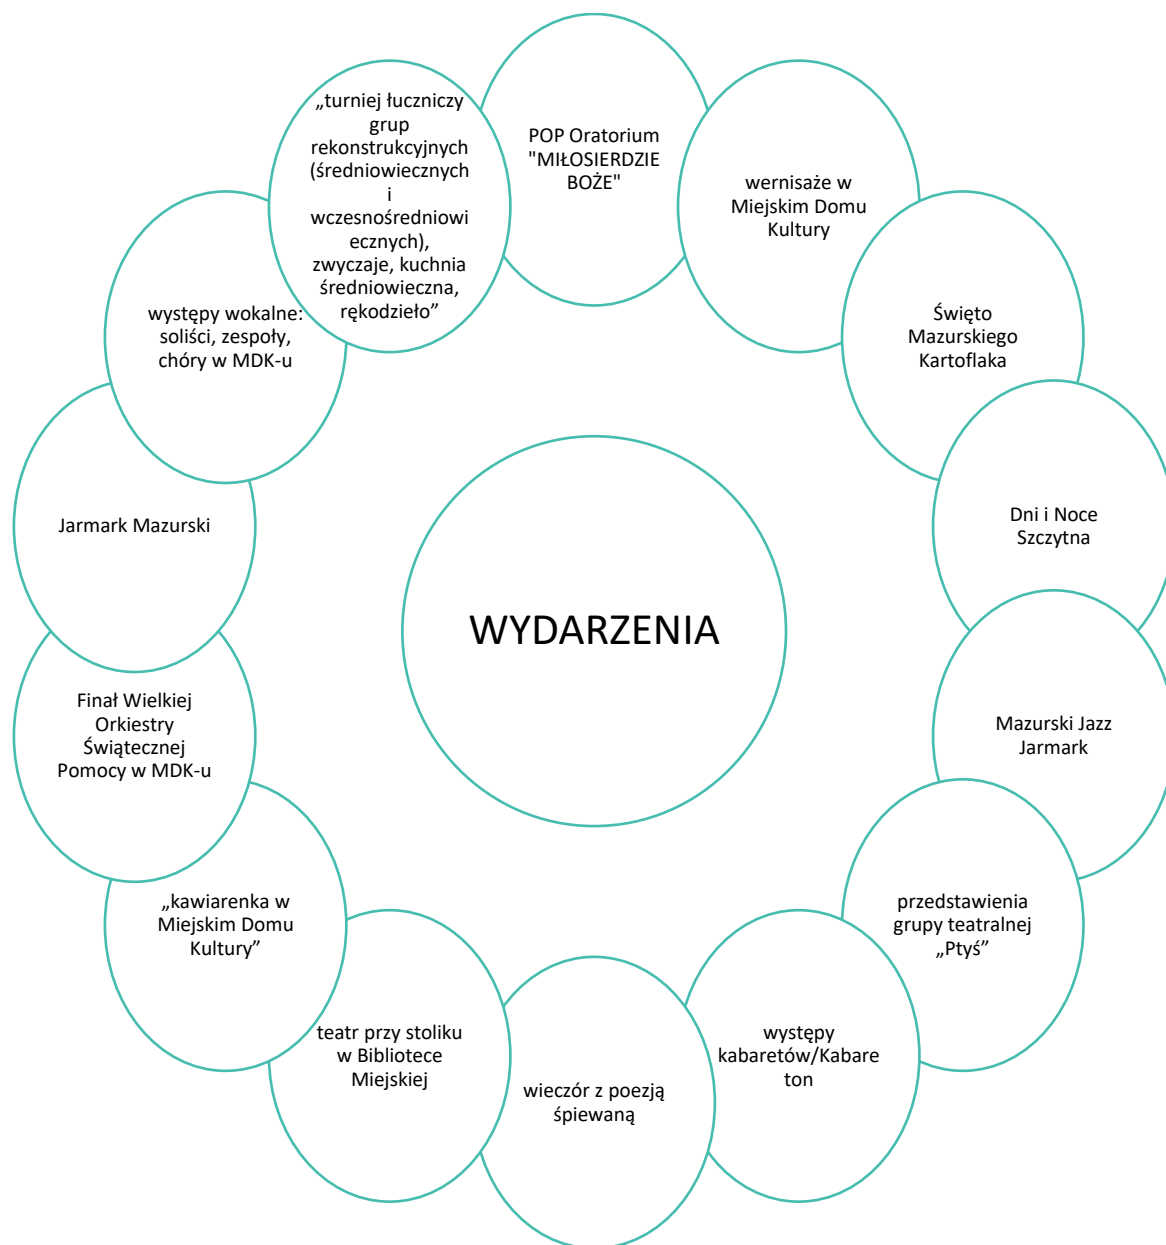 POP Oratorium
"MIŁOSIERDZIE
BOŻE"
wernisaże w
Miejskim Domu
Kultury
Święto
Mazurskiego
Kartoflaka
Dni i Noce
Szczytna
Mazurski Jazz
Jarmark
przedstawienia
grupy teatralnej
„Ptyś”
występy
kabaretów/Kabare
ton
wieczór z poezją
śpiewaną
teatr przy stoliku
w Bibliotece
Miejskiej
„kawiarenka w
Miejskim Domu
Kultury”
Finał Wielkiej
Orkiestry
Świątecznej
Pomocy w MDK-u
Jarmark Mazurski
występy wokalne:
soliści, zespoły,
chóry w MDK-u
„turniej łuczniczy
grup
rekonstrukcyjnych
(średniowiecznych
i
wczesnośredniowi
ecznych),
zwyczaje, kuchnia
średniowieczna,
rękodzieło”
WYDARZENIA